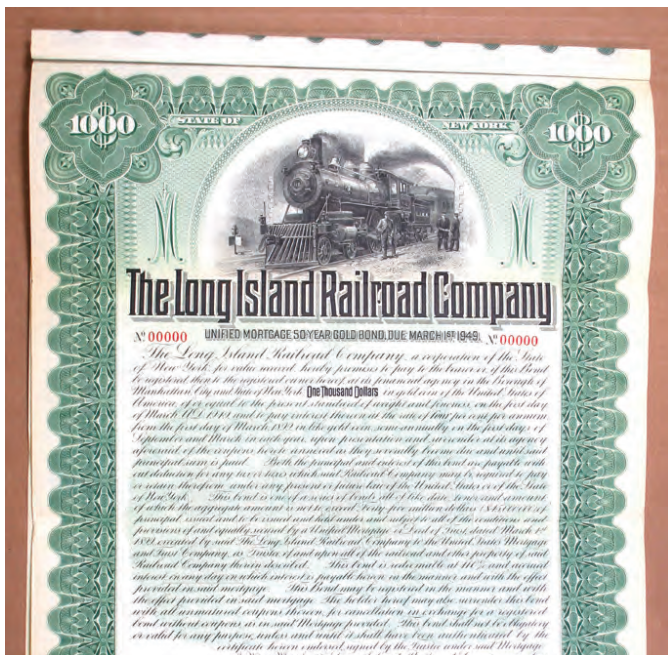 1000 STATE OF NEW YORK 1000
The Long Island Railroad Company
Nº 00000 UNIFIED MORTGAGE 50 YEAR GOLD BOND, DUE MARCH 1ST 1949. Nº 00000
The Long Island Railroad Company, a corporation of the State
of New York, for value received hereby promises to pay to the bearer or, if this Bond
be registered, then to the registered owner hereof, at its financial agency in the Borough of
Manhattan, City and State of New York, One Thousand Dollars in gold coin of the United States of
America, of equal to the present standard of weight and fineness, on the first day
of March A.D. 1949 and to pay interest thereon at the rate of four per cent per annum
from the first day of March, 1899, in like gold coin, semi-annually on the first days of
September and March in each year, upon presentation and surrender at its agency
aforesaid of the coupons hereto annexed as they severally become due and until said
principal sum is paid. Both the principal and interest of this bond are payable with-
out deduction for any tax or taxes which said Railroad Company may be required to pay
or retain therefrom under any present or future law of the United States or of the State
of New York. This bond is one of a series of bonds, all of like date, tenor and amount
of which the aggregate amount is not to exceed forty-five million dollars ($45,000,000) of
principal, issued and to be issued and held under and subject to all of the conditions and
provisions of and equally secured by a Unified Mortgage or Deed of Trust, dated March 1st
1899, executed by said The Long Island Railroad Company to the United States Mortgage
and Trust Company, as Trustee, of and upon all of the railroad and other property of said
Railroad Company therein described. This bond is redeemable at 110% and accrued
interest on any day on which interest is payable hereon, in the manner and with the effect
provided in said mortgage. This Bond may be registered in the manner and with
the effect provided in said mortgage. The holder hereof may also surrender this bond
with all unmatured coupons thereon, for cancellation in exchange for a registered
bond without coupons as in said Mortgage provided. This bond shall not be obligatory
or valid for any purpose, unless and until it shall have been authenticated by the
certificate hereon endorsed, signed by the Trustee under said Mortgage.